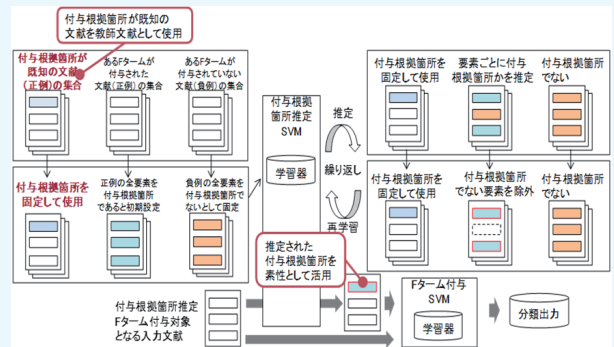 付与根拠箇所が既知の
文献を教師文献として使用
付与根拠箇所が
既知の文献
(正例)の集合
あるFタームが
付与された
文献(正例)の集合
あるFタームが
付与されていない
文献(負例)の集合
付与根拠箇所を
固定して使用
正例の全要素を
付与根拠箇所
であると初期設定
負例の全要素を
付与根拠箇所で
ないとして固定
付与根拠
箇所推定
SVM
学習器
推定
繰り返し
再学習
付与根拠箇所を
固定して使用
要素ごとに付与
根拠箇所かを推定
付与根拠箇所
でない
付与根拠箇所を
固定して使用
付与根拠箇所
でない要素を除外
付与根拠箇所
でない
推定された
付与根拠箇所を
素性として活用
付与根拠箇所推定
Fターム付与対象
となる入力文献
Fターム付与
SVM
学習器
分類出力